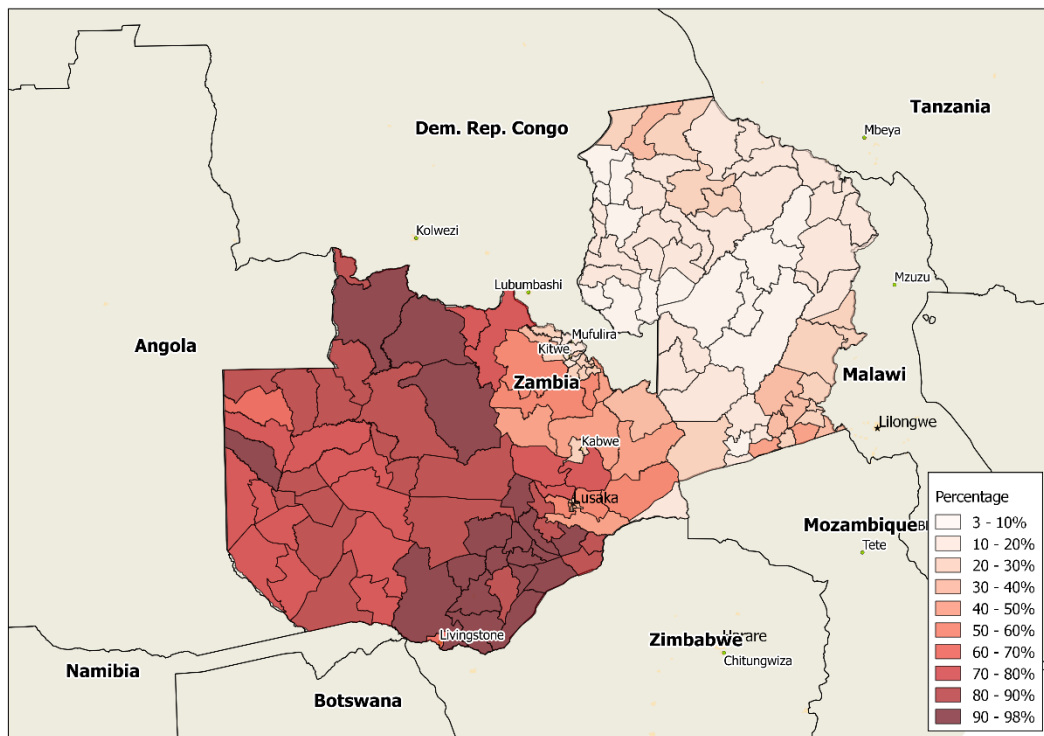 Tanzania
Dem. Rep. Congo
Mbeya
Kolwezi
Mzuzu
Lubumbashi
Mufulira
Angola
Kitwe
Zambia
Malawi
Lilongwe
Kabwe
Lusaka
Mozambique
Tete
Livingstone
Zimbabwe
Chitungwiza
Namibia
Botswana
Percentage
3 - 10%
10 - 20%
20 - 30%
30 - 40%
40 - 50%
50 - 60%
60 - 70%
70 - 80%
80 - 90%
90 - 98%